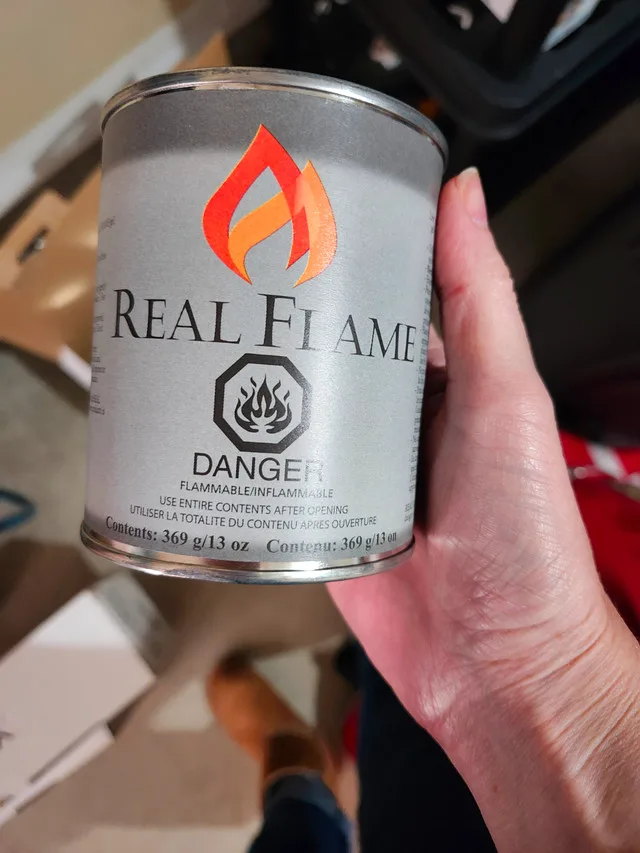 REAL FLAME
DANGER
FLAMMABLE/INFLAMMABLE
USE ENTIRE CONTENTS AFTER OPENING
UTILISER LA TOTALITE DU CONTENU APRES OUVERTURE
Contents: 369 g/13 oz Contenu: 369 g/13 on